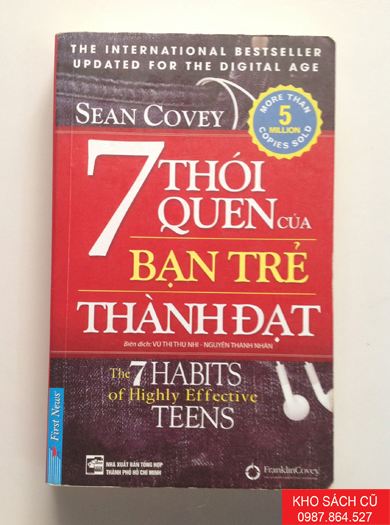 THE INTERNATIONAL BESTSELLER
UPDATED FOR THE DIGITAL AGE
SEAN COVEY
MORE THAN
5
MILLION
COPIES SOLD
7 THÓI
QUEN CỦA
BẠN TRẺ
THÀNH ĐẠT
Biên dịch: VŨ THỊ THU NHI - NGUYỄN THÀNH NHÂN
The 7 HABITS
of Highly Effective
TEENS
First News
NHÀ XUẤT BẢN TỔNG HỢP
THÀNH PHỐ HỒ CHÍ MINH
FranklinCovey
KHO SÁCH CŨ
0987.864.527